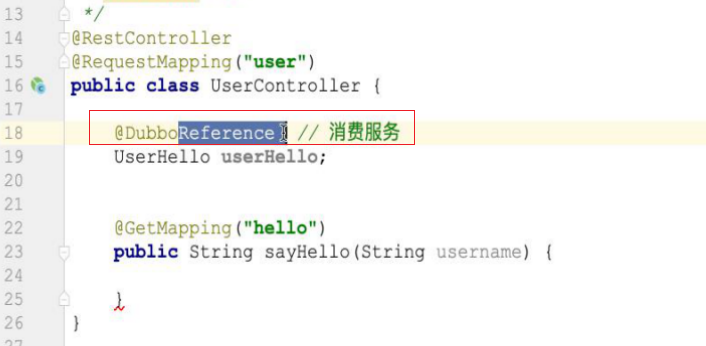 13 */
14 @RestController
15 @RequestMapping("user")
16 public class UserController {
17
18 @DubboReference // 消费服务
19 UserHello userHello;
20
21
22 @GetMapping("hello")
23 public String sayHello(String username) {
24
25 }
26 }
27